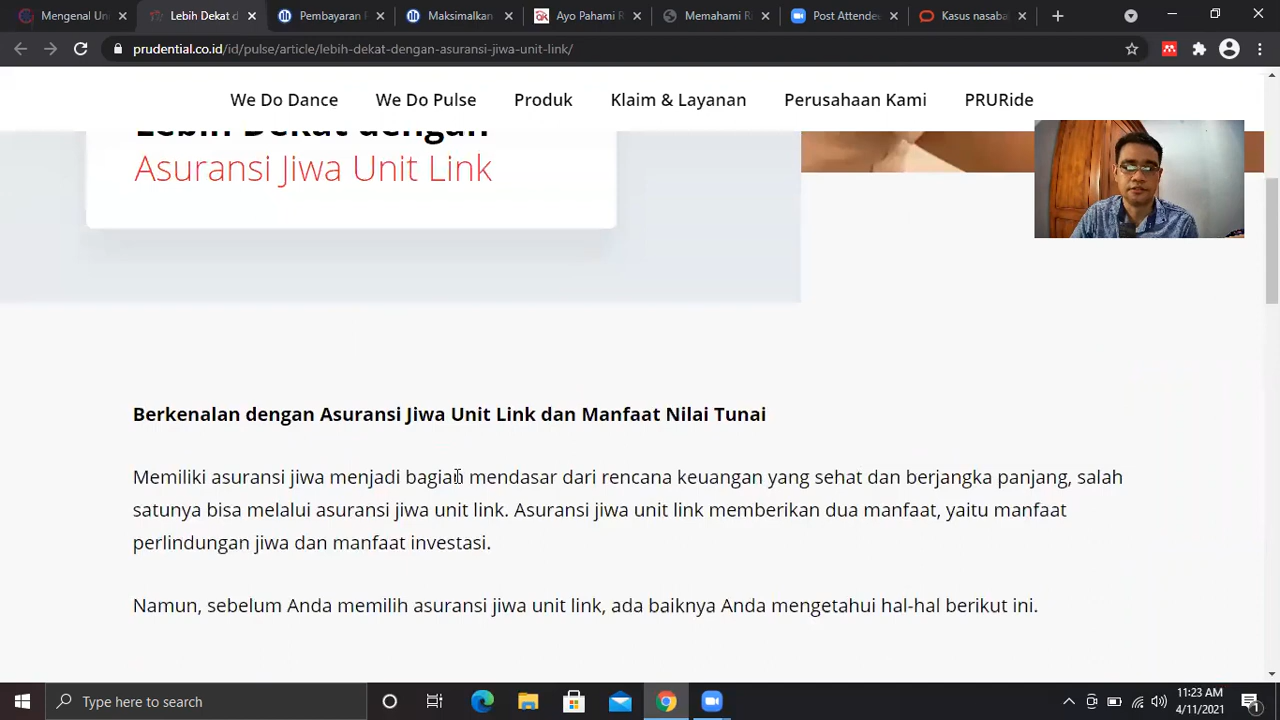 Mengenal Uni
Lebih Dekat d
Pembayaran P
Maksimalkan
Ayo Pahami R
Memahami Ri
Post Attendee
Kasus nasaba
prudential.co.id/id/pulse/article/lebih-dekat-dengan-asuransi-jiwa-unit-link/
We Do Dance We Do Pulse Produk Klaim & Layanan Perusahaan Kami PRURide
Lebih Dekat dengan
Asuransi Jiwa Unit Link
Berkenalan dengan Asuransi Jiwa Unit Link dan Manfaat Nilai Tunai
Memiliki asuransi jiwa menjadi bagian mendasar dari rencana keuangan yang sehat dan berjangka panjang, salah
satunya bisa melalui asuransi jiwa unit link. Asuransi jiwa unit link memberikan dua manfaat, yaitu manfaat
perlindungan jiwa dan manfaat investasi.
Namun, sebelum Anda memilih asuransi jiwa unit link, ada baiknya Anda mengetahui hal-hal berikut ini.
Type here to search
11:23 AM
4/11/2021